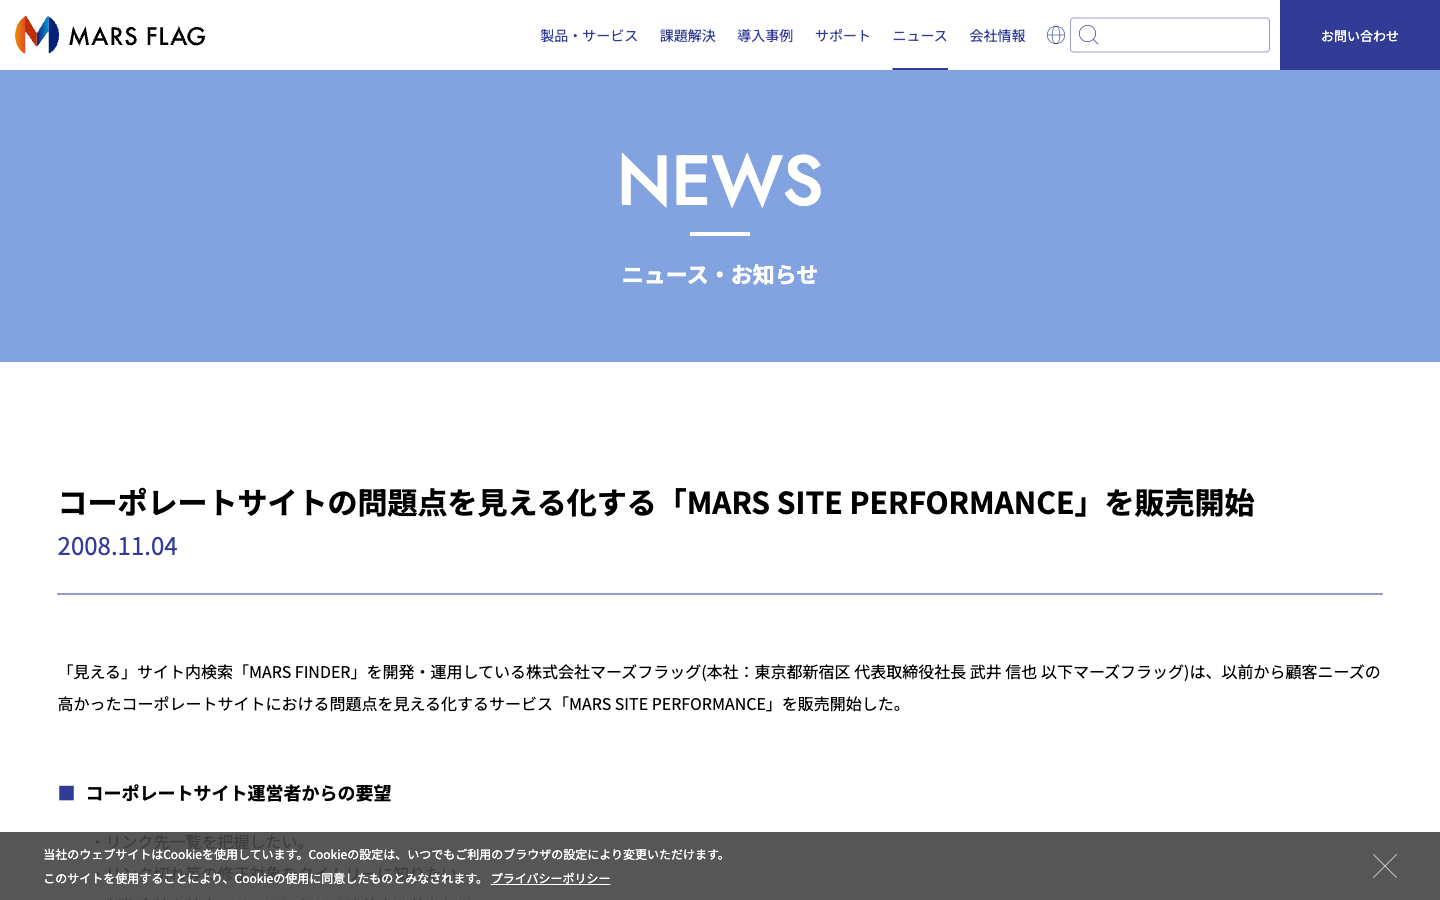 MARS FLAG
製品・サービス 課題解決 導入事例 サポート ニュース 会社情報 お問い合わせ
NEWS
ニュース・お知らせ
コーポレートサイトの問題点を見える化する「MARS SITE PERFORMANCE」を販売開始
2008.11.04
「見える」サイト内検索「MARS FINDER」を開発・運用している株式会社マーズフラッグ(本社：東京都新宿区 代表取締役社長 武井 信也 以下マーズフラッグ)は、以前から顧客ニーズの
高かったコーポレートサイトにおける問題点を見える化するサービス「MARS SITE PERFORMANCE」を販売開始した。
■ コーポレートサイト運営者からの要望
・リンク先一覧を把握したい。
当社のウェブサイトはCookieを使用しています。Cookieの設定は、いつでもご利用のブラウザの設定により変更いただけます。
このサイトを使用することにより、Cookieの使用に同意したものとみなされます。 プライバシーポリシー